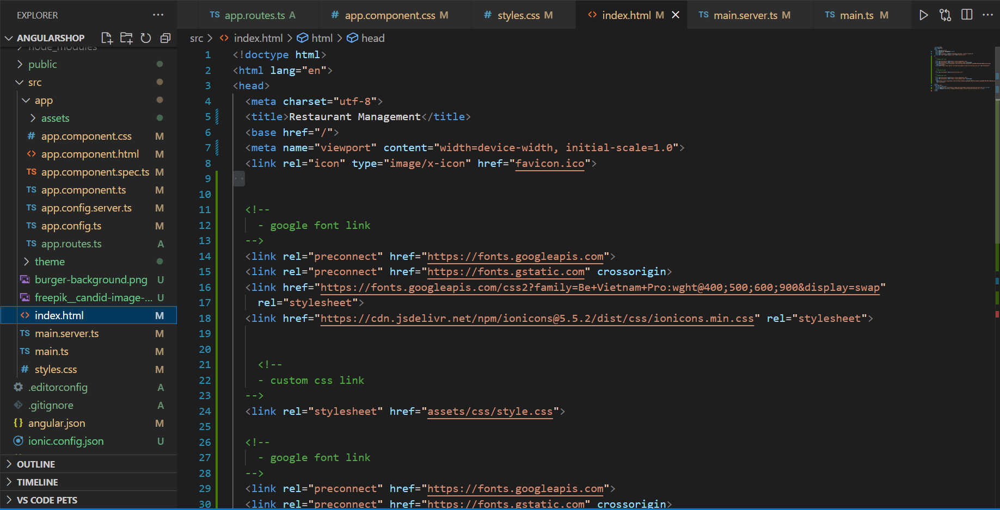 EXPLORER
ANGULARSHOP
node_modules
public
src
app
assets
# app.component.css M
<> app.component.html M
TS app.component.spec.ts M
TS app.component.ts M
TS app.config.server.ts M
TS app.config.ts M
TS app.routes.ts A
theme
burger-background.png U
freepik__candid-image-... U
<> index.html M
TS main.server.ts M
TS main.ts M
# styles.css M
.editorconfig A
.gitignore A
{} angular.json M
ionic.config.json U
OUTLINE
TIMELINE
VS CODE PETS
TS app.routes.ts A
# app.component.css M
# styles.css M
<> index.html M
TS main.server.ts M
TS main.ts M
src > <> index.html > html > head
1 <!doctype html>
2 <html lang="en">
3 <head>
4 <meta charset="utf-8">
5 <title>Restaurant Management</title>
6 <base href="/">
7 <meta name="viewport" content="width=device-width, initial-scale=1.0">
8 <link rel="icon" type="image/x-icon" href="favicon.ico">
9
10
11 <!--
12 - google font link
13 -->
14 <link rel="preconnect" href="https://fonts.googleapis.com">
15 <link rel="preconnect" href="https://fonts.gstatic.com" crossorigin>
16 <link href="https://fonts.googleapis.com/css2?family=Be+Vietnam+Pro:wght@400;500;600;900&display=swap"
17 rel="stylesheet">
18 <link href="https://cdn.jsdelivr.net/npm/ionicons@5.5.2/dist/css/ionicons.min.css" rel="stylesheet">
19
20
21 <!--
22 - custom css link
23 -->
24 <link rel="stylesheet" href="assets/css/style.css">
25
26 <!--
27 - google font link
28 -->
29 <link rel="preconnect" href="https://fonts.googleapis.com">
30 <link rel="preconnect" href="https://fonts.gstatic.com" crossorigin>